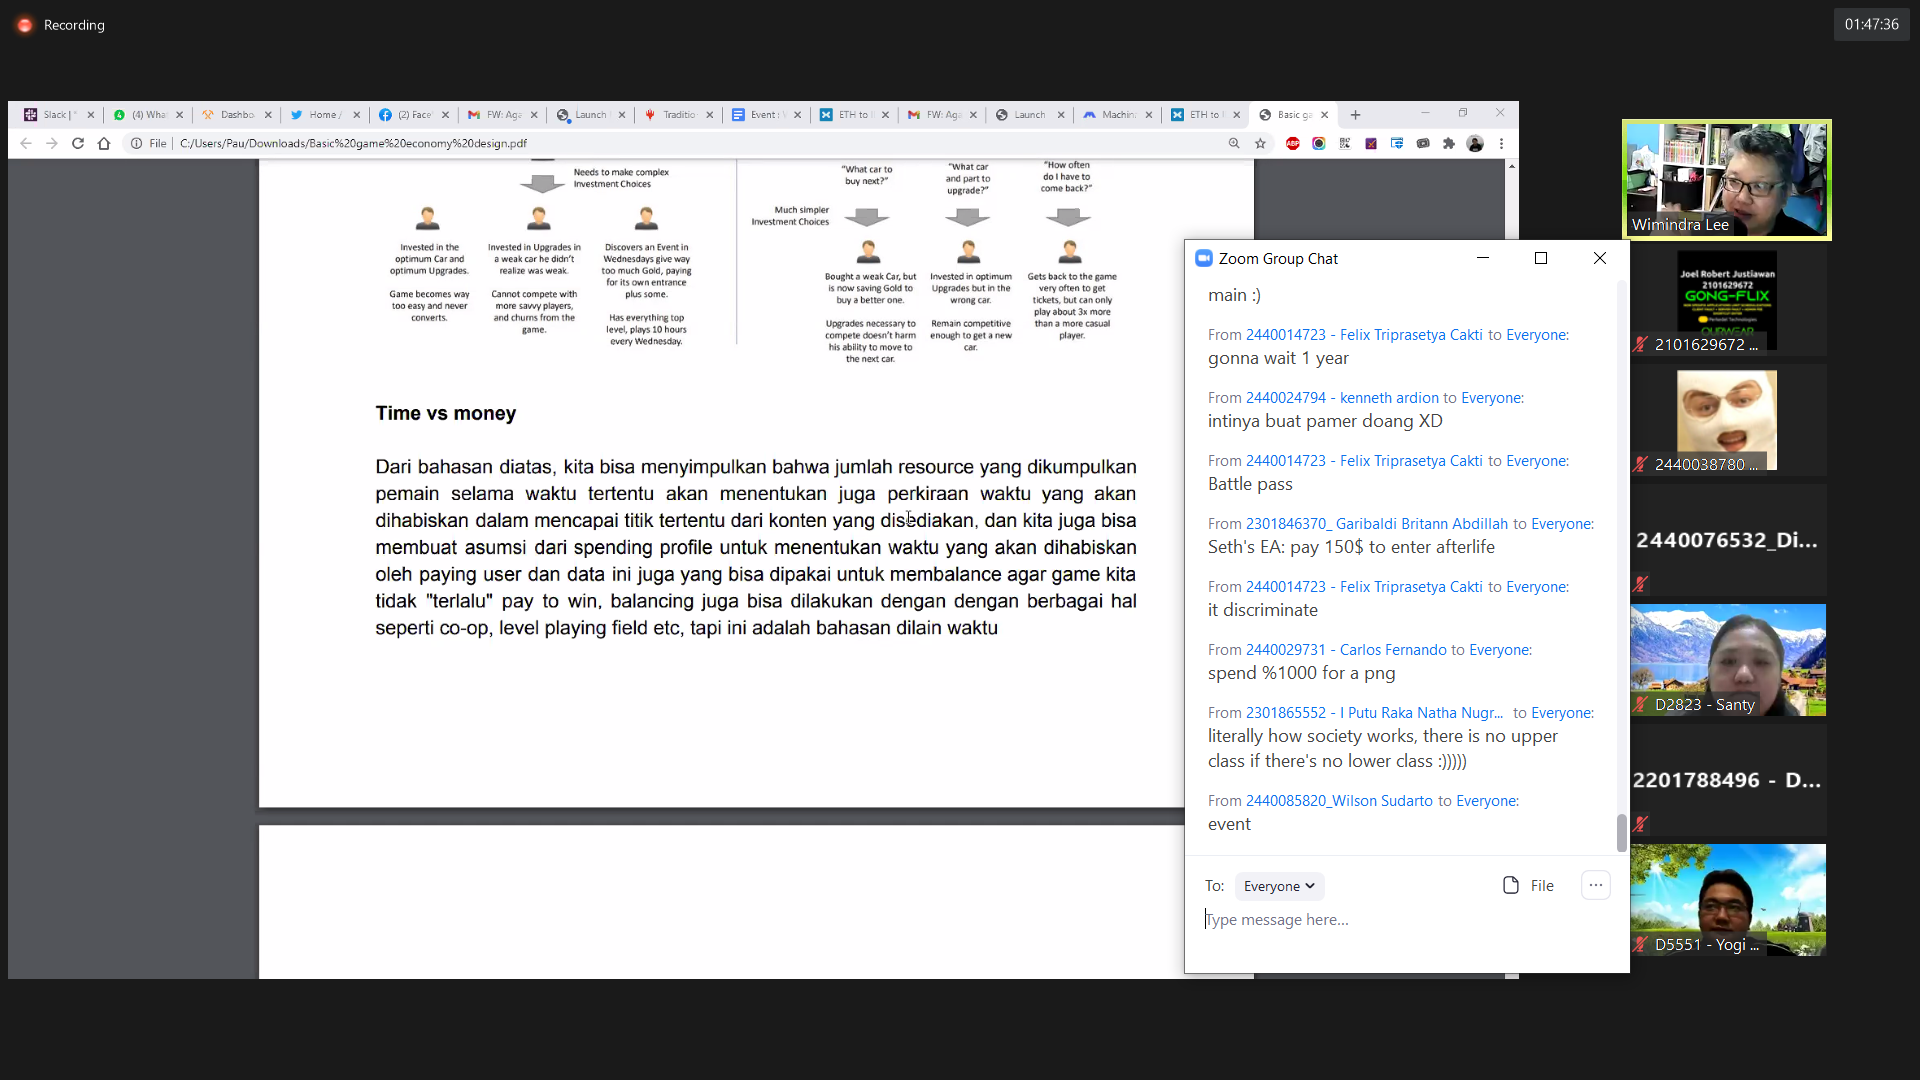 Recording
01:47:36
Slack |
(4) Wha
Dashbo
Twitter
Home /
(2) Face
FW: Aga
Launch
Traditio
Event :
ETH to
FW: Aga
Launch
Machin
ETH to
Basic ga
File
C:/Users/Pau/Downloads/Basic%20game%20economy%20design.pdf
ABP
Needs to make complex
Investment Choices
Invested in the
optimum Car and
optimum Upgrades.
Game becomes way
too easy and never
converts.
Invested in Upgrades in
a weak car he didn't
realize was weak.
Cannot compete with
more savvy players,
and churns from the
game.
Discovers an Event in
Wednesdays give way
too much Gold, paying
for its own entrance
plus some.
Has everything top
level, plays 10 hours
every Wednesday.
"What car to
buy next?"
"What car
and part to
upgrade?"
"How often
do I have to
come back?"
Much simpler
Investment Choices
Bought a weak Car, but
is now saving Gold to
buy a better one.
Upgrades necessary to
compete doesn't harm
his ability to move to
the next car.
Invested in optimum
Upgrades but in the
wrong car.
Remain competitive
enough to get a new
car.
Gets back to the game
very often to get
tickets, but can only
play about 3x more
than a more casual
player.
Time vs money
Dari bahasan diatas, kita bisa menyimpulkan bahwa jumlah resource yang dikumpulkan
pemain selama waktu tertentu akan menentukan juga perkiraan waktu yang akan
dihabiskan dalam mencapai titik tertentu dari konten yang disediakan, dan kita juga bisa
membuat asumsi dari spending profile untuk menentukan waktu yang akan dihabiskan
oleh paying user dan data ini juga yang bisa dipakai untuk membalance agar game kita
tidak "terlalu" pay to win, balancing juga bisa dilakukan dengan dengan berbagai hal
seperti co-op, level playing field etc, tapi ini adalah bahasan dilain waktu
Zoom Group Chat
main :)
From 2440014723 - Felix Triprasetya Cakti to Everyone:
gonna wait 1 year
From 2440024794 - kenneth ardion to Everyone:
intinya buat pamer doang XD
From 2440014723 - Felix Triprasetya Cakti to Everyone:
Battle pass
From 2301846370_ Garibaldi Britann Abdillah to Everyone:
Seth's EA: pay 150$ to enter afterlife
From 2440014723 - Felix Triprasetya Cakti to Everyone:
it discriminate
From 2440029731 - Carlos Fernando to Everyone:
spend %1000 for a png
From 2301865552 - I Putu Raka Natha Nugr... to Everyone:
literally how society works, there is no upper
class if there's no lower class :)))))
From 2440085820_Wilson Sudarto to Everyone:
event
To: Everyone
File
Type message here...
Wimindra Lee
Joel Robert Justiawan
2101629672
GONG-FLIX
OURWEAR
2101629672 ...
2440038780 ...
2440076532_Di...
D2823 - Santy
2201788496 - D...
D5551 - Yogi ...